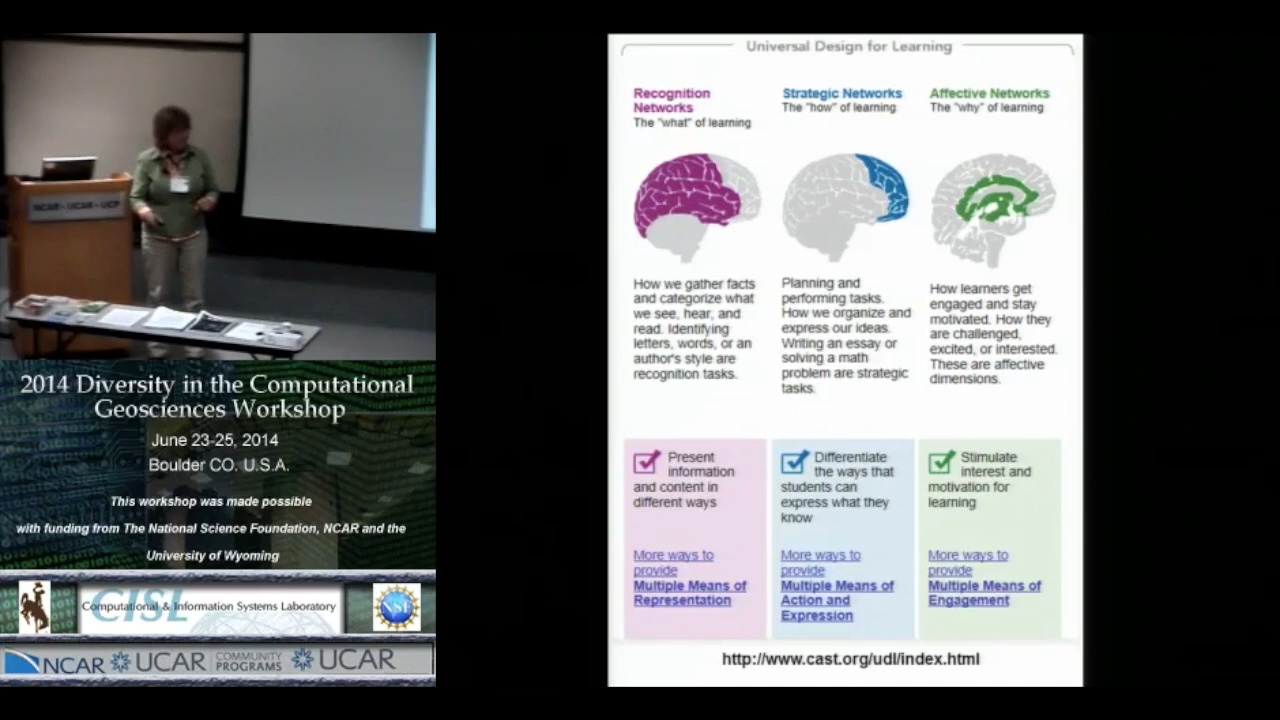 NCAR - UCAR - UCP
2014 Diversity in the Computational
Geosciences Workshop
June 23-25, 2014
Boulder CO. U.S.A.
This workshop was made possible
with funding from The National Science Foundation, NCAR and the
University of Wyoming
CISL
Computational & Information Systems Laboratory
NSF
NCAR
UCAR
COMMUNITY
PROGRAMS
UCAR
Universal Design for Learning
Recognition
Networks
The "what" of learning
How we gather facts
and categorize what
we see, hear, and
read. Identifying
letters, words, or an
author's style are
recognition tasks.
Present
information
and content in
different ways
More ways to
provide
Multiple Means of
Representation
Strategic Networks
The "how" of learning
Planning and
performing tasks.
How we organize and
express our ideas.
Writing an essay or
solving a math
problem are strategic
tasks.
Differentiate
the ways that
students can
express what they
know
More ways to
provide
Multiple Means of
Action and
Expression
Affective Networks
The "why" of learning
How learners get
engaged and stay
motivated. How they
are challenged,
excited, or interested.
These are affective
dimensions.
Stimulate
interest and
motivation for
learning
More ways to
provide
Multiple Means of
Engagement
http://www.cast.org/udl/index.html